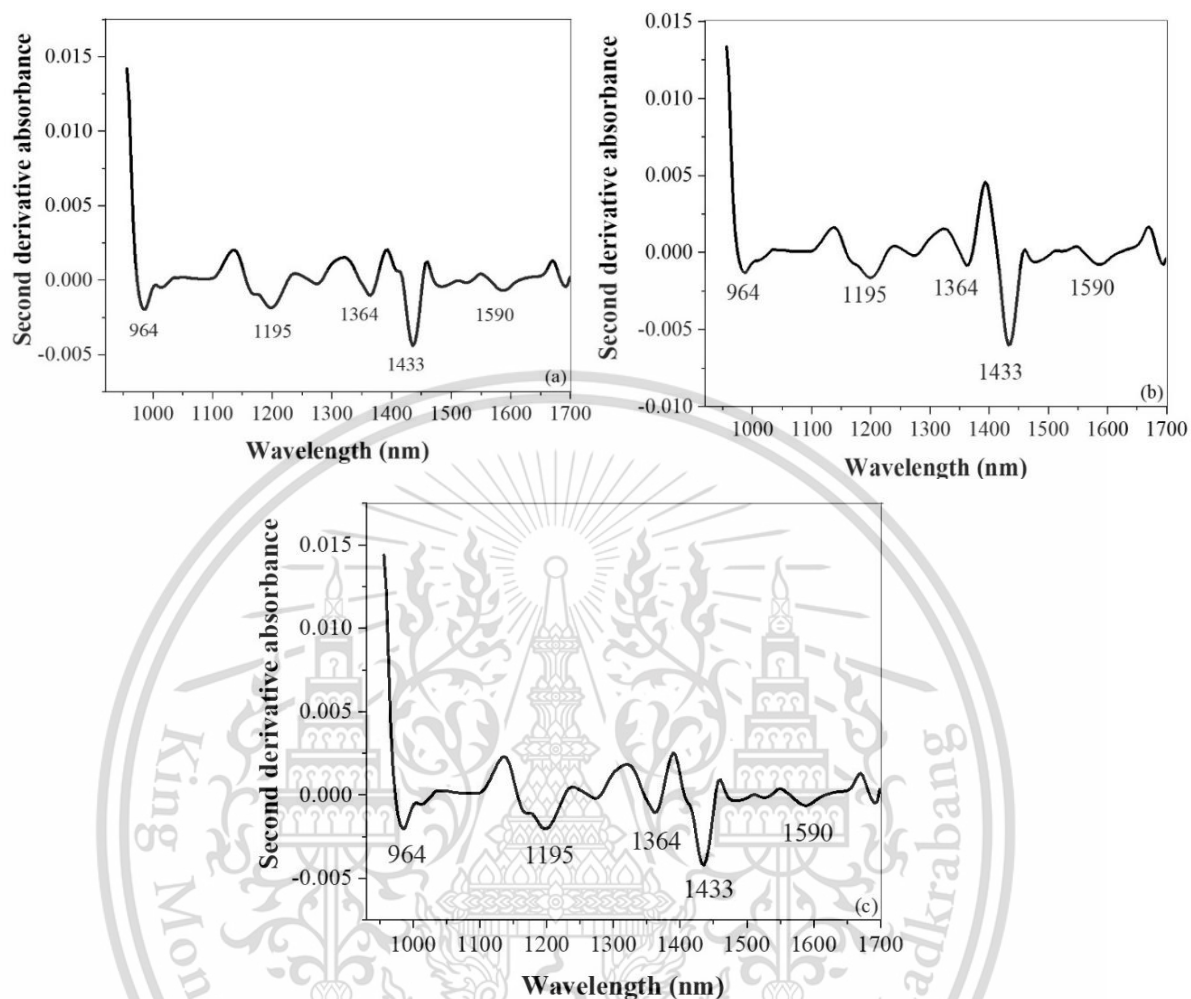 Second derivative absorbance
0.015
0.010
0.005
0.000
-0.005
964
1195
1364
1433
1590
(a)
1000 1100 1200 1300 1400 1500 1600 1700
Wavelength (nm)
Second derivative absorbance
0.015
0.010
0.005
0.000
-0.005
-0.010
964
1195
1364
1433
1590
(b)
1000 1100 1200 1300 1400 1500 1600 1700
Wavelength (nm)
Second derivative absorbance
0.015
0.010
0.005
0.000
-0.005
964
1195
1364
1433
1590
(c)
1000 1100 1200 1300 1400 1500 1600 1700
Wavelength (nm)
King Mon
adkrabang